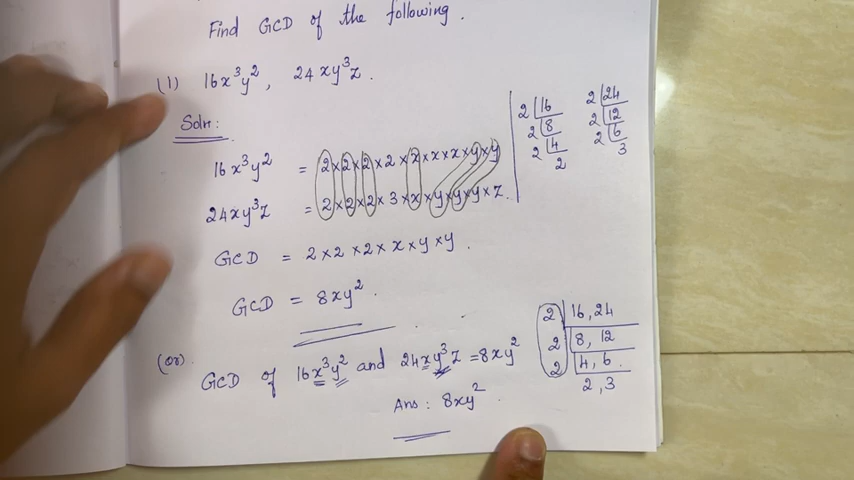 Find GCD of the following.
(1) 16x³y², 24xy³z.
Soln:
16x³y² = 2×2×2×2×x×x×x×y×y
24xy³z = 2×2×2×3×x×y×y×y×z.
GCD = 2×2×2×x×y×y.
GCD = 8xy².
2 | 16
2 | 8
2 | 4
2
2 | 24
2 | 12
2 | 6
3
(or).
GCD of 16x³y² and 24xy³z = 8xy²
Ans: 8xy².
2 | 16, 24
2 | 8, 12
2 | 4, 6.
2, 3